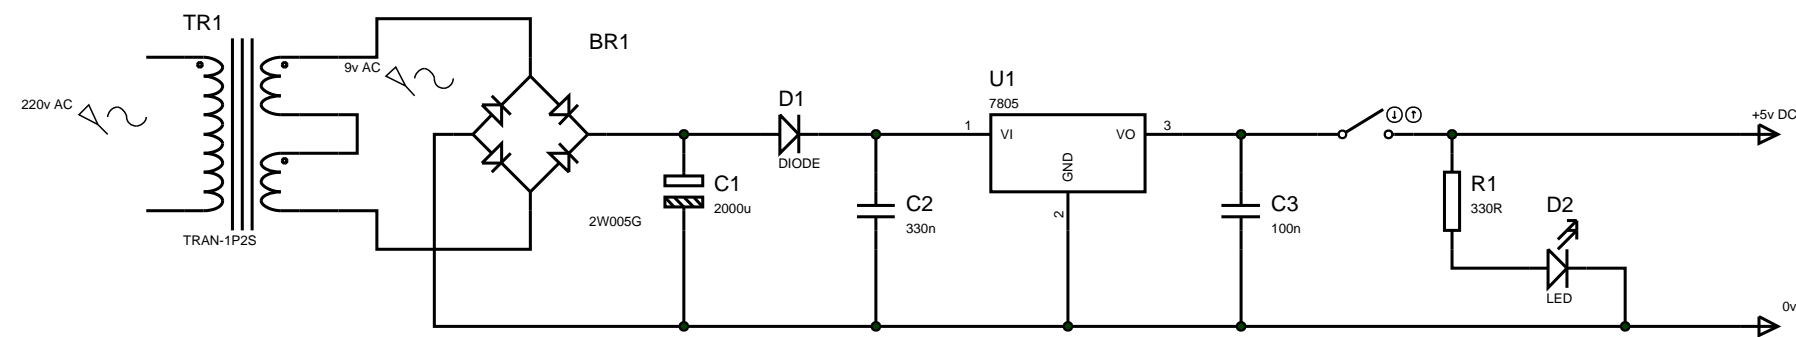 TR1
220v AC
TRAN-1P2S
9v AC
BR1
2W005G
C1
2000u
D1
DIODE
C2
330n
U1
7805
1
VI
VO
3
GND
2
C3
100n
R1
330R
D2
LED
+5v DC
0v